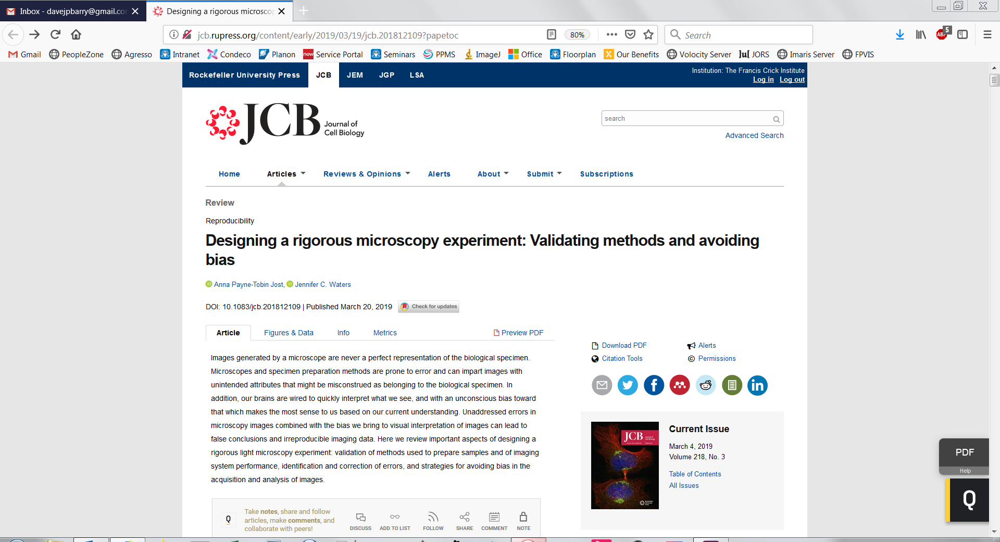 Inbox - davejpbarry@gmail.co
Designing a rigorous microscop
jcb.rupress.org/content/early/2019/03/19/jcb.201812109?papetoc
80%
Search
ABP
5
Gmail PeopleZone Agresso Intranet Condeco Planon now Service Portal Seminars PPMS ImageJ Office Floorplan X Our Benefits Volocity Server JORS Imaris Server FPVIS
Rockefeller University Press JCB JEM JGP LSA
Institution: The Francis Crick Institute
Log in Log out
JCB Journal of
Cell Biology
search
Advanced Search
Home Articles Reviews & Opinions Alerts About Submit Subscriptions
Review
Reproducibility
Designing a rigorous microscopy experiment: Validating methods and avoiding
bias
iD Anna Payne-Tobin Jost, iD Jennifer C. Waters
DOI: 10.1083/jcb.201812109 | Published March 20, 2019 Check for updates
Article Figures & Data Info Metrics Preview PDF
Images generated by a microscope are never a perfect representation of the biological specimen.
Microscopes and specimen preparation methods are prone to error and can impart images with
unintended attributes that might be misconstrued as belonging to the biological specimen. In
addition, our brains are wired to quickly interpret what we see, and with an unconscious bias toward
that which makes the most sense to us based on our current understanding. Unaddressed errors in
microscopy images combined with the bias we bring to visual interpretation of images can lead to
false conclusions and irreproducible imaging data. Here we review important aspects of designing a
rigorous light microscopy experiment: validation of methods used to prepare samples and of imaging
system performance, identification and correction of errors, and strategies for avoiding bias in the
acquisition and analysis of images.
Download PDF Alerts
Citation Tools © Permissions
f in
JCB Journal of
Cell Biology
Current Issue
March 4, 2019
Volume 218, No. 3
Table of Contents
All Issues
PDF
Help
Q
Q
Take notes, share and follow
articles, make comments, and
collaborate with peers!
DISCUSS ADD TO LIST FOLLOW SHARE COMMENT NOTE